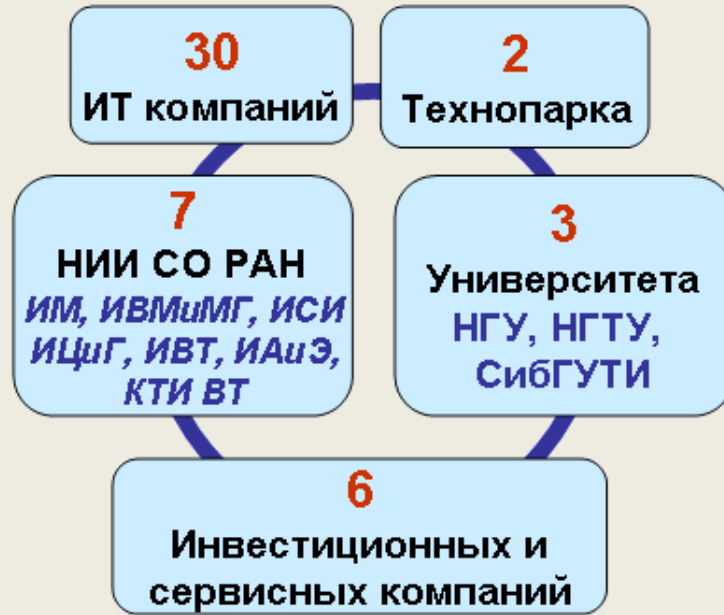 30
ИТ компаний
2
Технопарка
7
НИИ СО РАН
ИМ, ИВМиМГ, ИСИ
ИЦиГ, ИВТ, ИАиЭ,
КТИ ВТ
3
Университета
НГУ, НГТУ,
СибГУТИ
6
Инвестиционных и
сервисных компаний